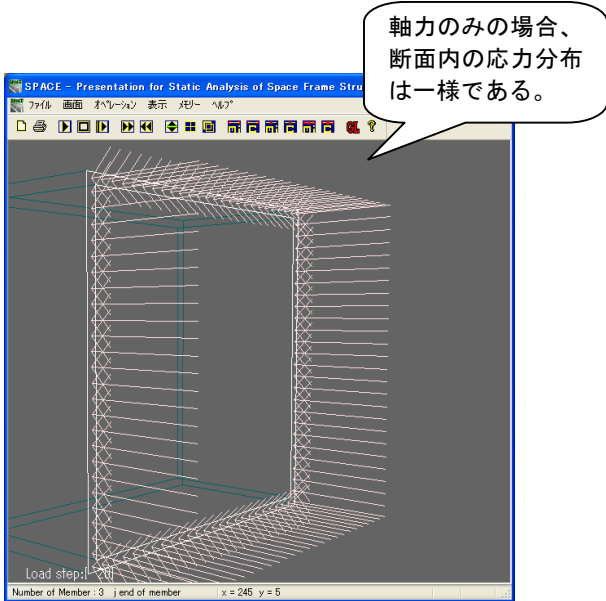 軸力のみの場合、
断面内の応力分布
は一様である。
SPACE - Presentation for Static Analysis of Space Frame Stru
ファイル 画面 オペレーション 表示 メモリー ヘルプ
GL ?
Load step:[ 20]
Number of Member : 3 j end of member x = 245 y = 5